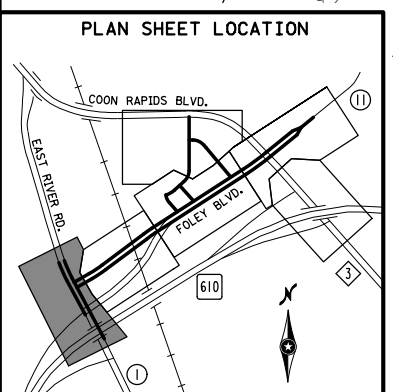 PLAN SHEET LOCATION
COON RAPIDS BLVD.
11
EAST RIVER RD.
FOLEY BLVD.
610
3
N
1